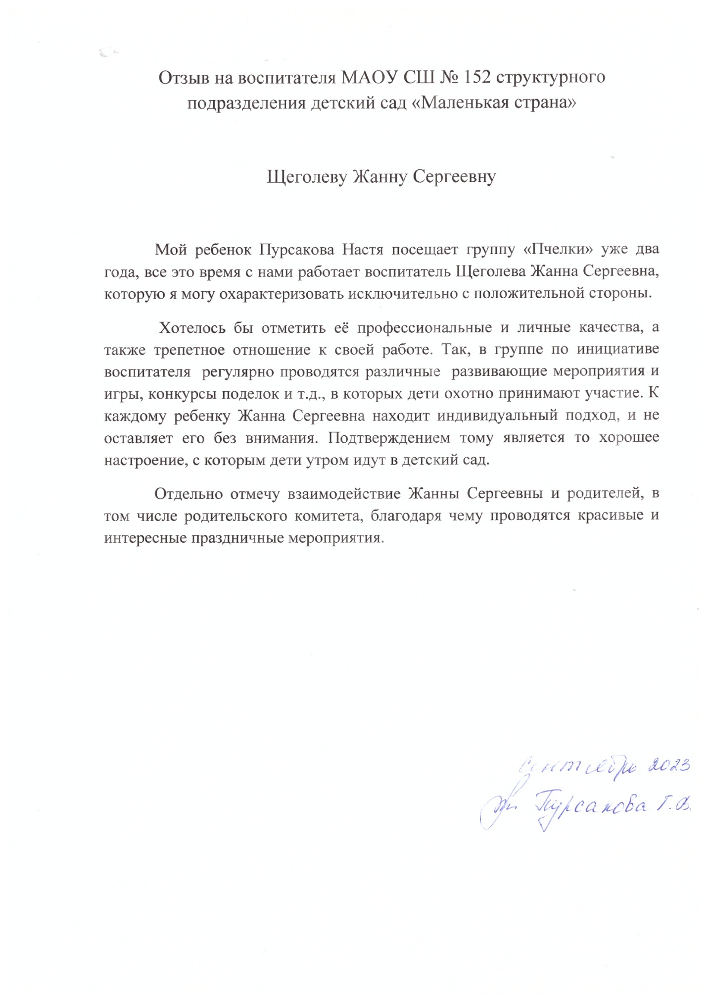 Отзыв на воспитателя МАОУ СШ № 152 структурного
подразделения детский сад «Маленькая страна»
Щеголеву Жанну Сергеевну
Мой ребенок Пурсакова Настя посещает группу «Пчелки» уже два
года, все это время с нами работает воспитатель Щеголева Жанна Сергеевна,
которую я могу охарактеризовать исключительно с положительной стороны.
Хотелось бы отметить её профессиональные и личные качества, а
также трепетное отношение к своей работе. Так, в группе по инициативе
воспитателя регулярно проводятся различные развивающие мероприятия и
игры, конкурсы поделок и т.д., в которых дети охотно принимают участие. К
каждому ребенку Жанна Сергеевна находит индивидуальный подход, и не
оставляет его без внимания. Подтверждением тому является то хорошее
настроение, с которым дети утром идут в детский сад.
Отдельно отмечу взаимодействие Жанны Сергеевны и родителей, в
том числе родительского комитета, благодаря чему проводятся красивые и
интересные праздничные мероприятия.
сентябрь 2023
Пурсакова Г.В.